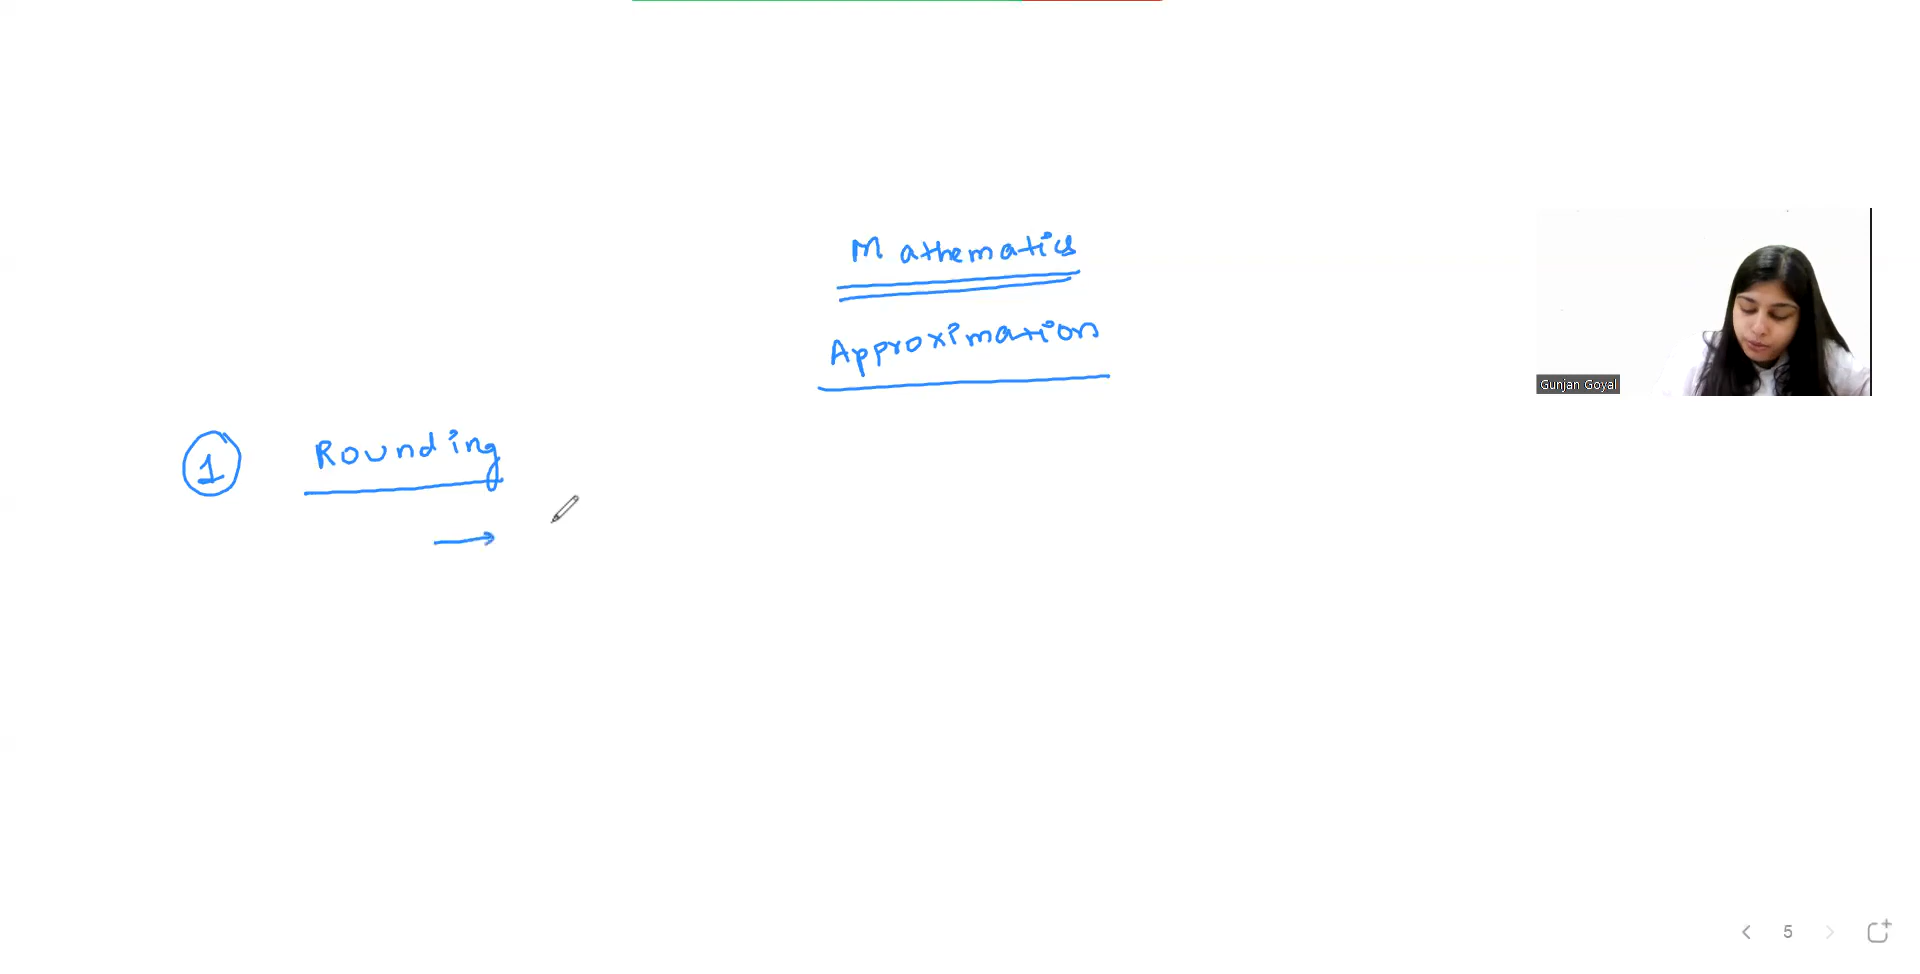 Mathematics
Approximation
1 Rounding
→
Gunjan Goyal
5